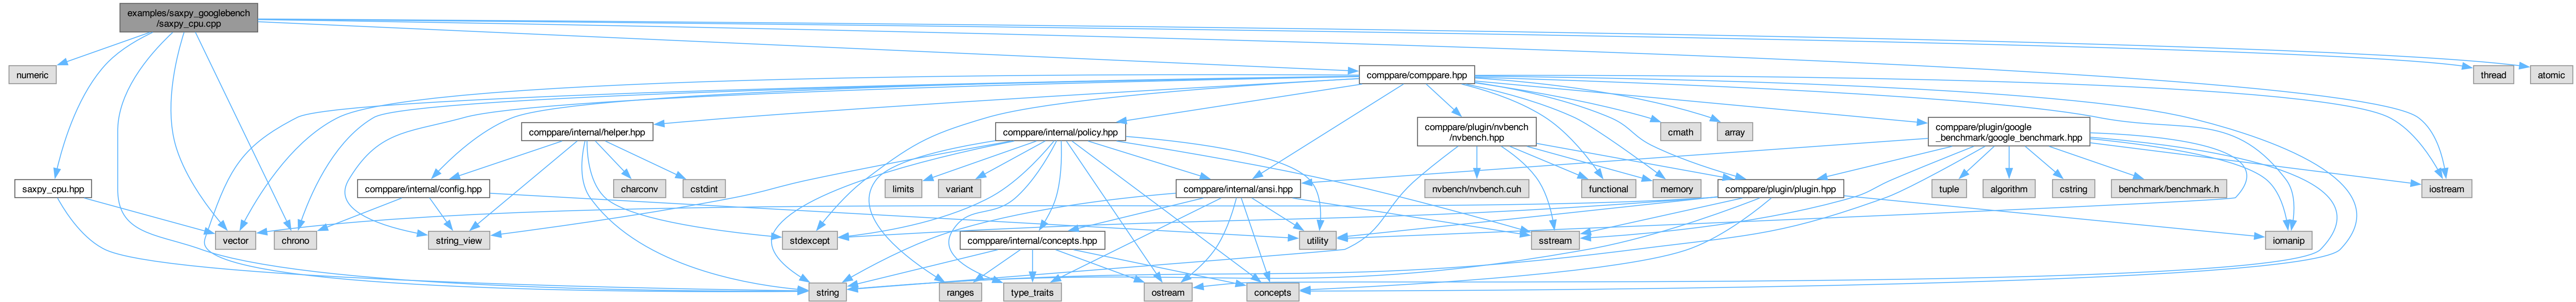 examples/saxpy_googlebench
/saxpy_cpu.cpp
numeric
comppare/comppare.hpp
thread
atomic
comppare/internal/helper.hpp
comppare/internal/policy.hpp
comppare/plugin/nvbench
/nvbench.hpp
cmath
array
comppare/plugin/google
_benchmark/google_benchmark.hpp
saxpy_cpu.hpp
comppare/internal/config.hpp
charconv
cstdint
limits
variant
comppare/internal/ansi.hpp
nvbench/nvbench.cuh
functional
memory
comppare/plugin/plugin.hpp
tuple
algorithm
cstring
benchmark/benchmark.h
iostream
vector
chrono
string_view
stdexcept
comppare/internal/concepts.hpp
utility
sstream
iomanip
string
ranges
type_traits
ostream
concepts